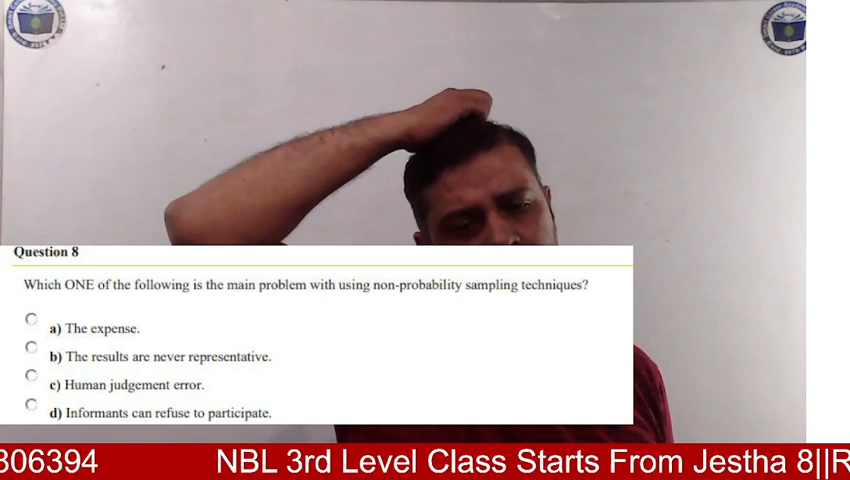 Question 8
Which ONE of the following is the main problem with using non-probability sampling techniques?
a) The expense.
b) The results are never representative.
c) Human judgement error.
d) Informants can refuse to participate.
806394 NBL 3rd Level Class Starts From Jestha 8||R